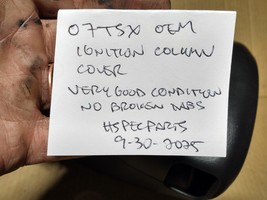 07 TSX OEM
IGNITION COLUMN
COVER
VERY GOOD CONDITION
NO BROKEN TABS
HSPECPARTS
9-30-2025